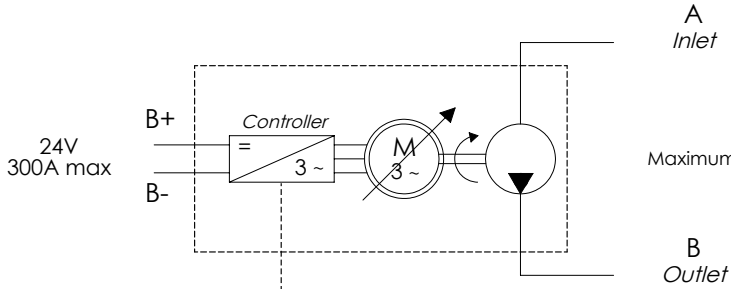 A
Inlet
B+
Controller
24V
300A max
=
3 ~
M
3 ~
Maximum
B-
B
Outlet